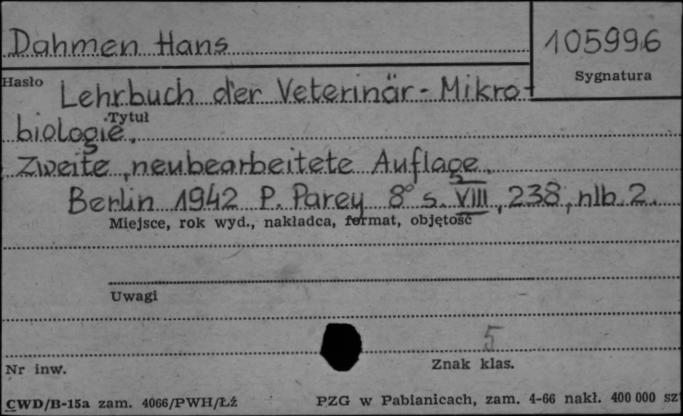 Dahmen Hans
105996
Hasło
Sygnatura
Lehrbuch der Veterinär-Mikro-
Tytuł
biologie.
Zweite, neubearbeitete Auflage.
Berlin 1942 P. Parey 8° s. VIII, 238, nlb. 2.
Miejsce, rok wyd., nakładca, format, objętość
Uwagi
5
Nr inw.
Znak klas.
CWD/B-15a zam. 4066/PWH/Łż
PZG w Pabianicach, zam. 4-66 nakł. 400 000 sz